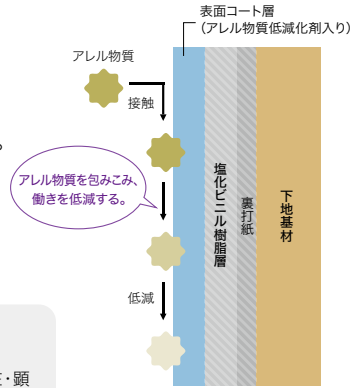 表面コート層
（アレル物質低減化剤入り）
アレル物質
接触
。
アレル物質を包みこみ、
働きを低減する。
塩化ビニル樹脂層
裏打紙
下地基材
低減
・顕